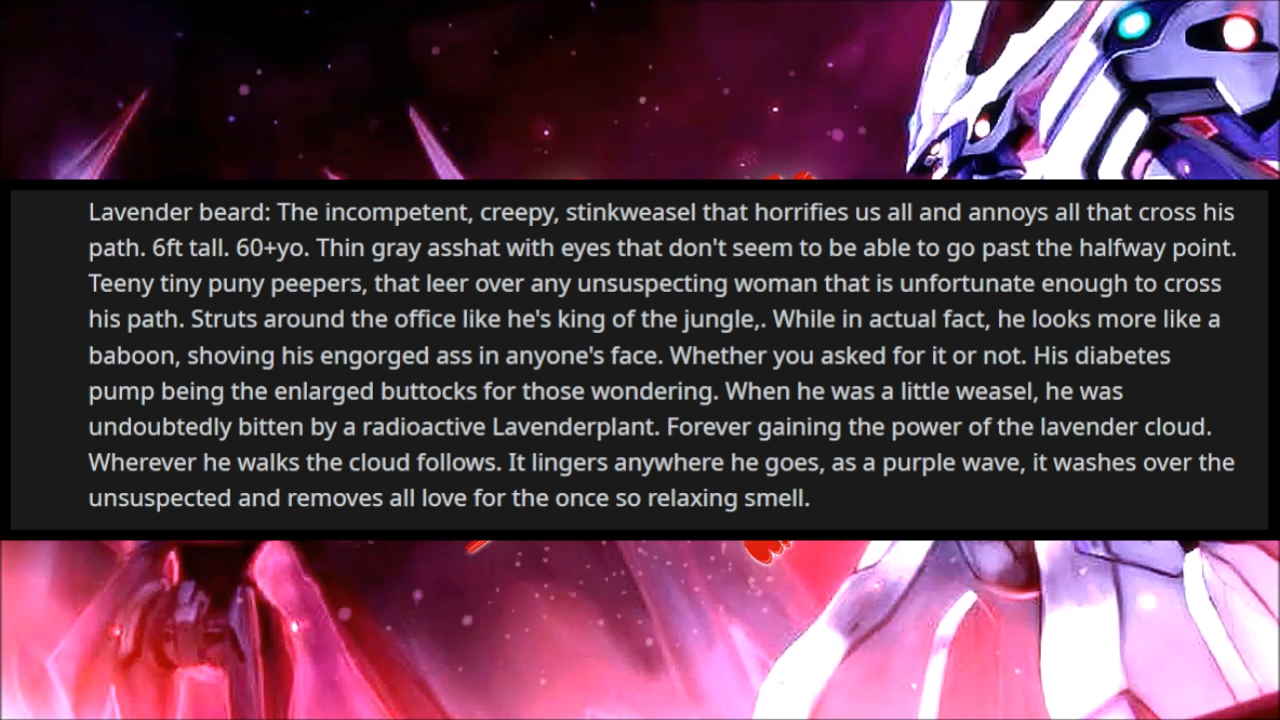 Lavender beard: The incompetent, creepy, stinkweasel that horrifies us all and annoys all that cross his
path. 6ft tall. 60+yo. Thin gray asshat with eyes that don't seem to be able to go past the halfway point.
Teeny tiny puny peepers, that leer over any unsuspecting woman that is unfortunate enough to cross
his path. Struts around the office like he's king of the jungle,. While in actual fact, he looks more like a
baboon, shoving his engorged ass in anyone's face. Whether you asked for it or not. His diabetes
pump being the enlarged buttocks for those wondering. When he was a little weasel, he was
undoubtedly bitten by a radioactive Lavenderplant. Forever gaining the power of the lavender cloud.
Wherever he walks the cloud follows. It lingers anywhere he goes, as a purple wave, it washes over the
unsuspected and removes all love for the once so relaxing smell.